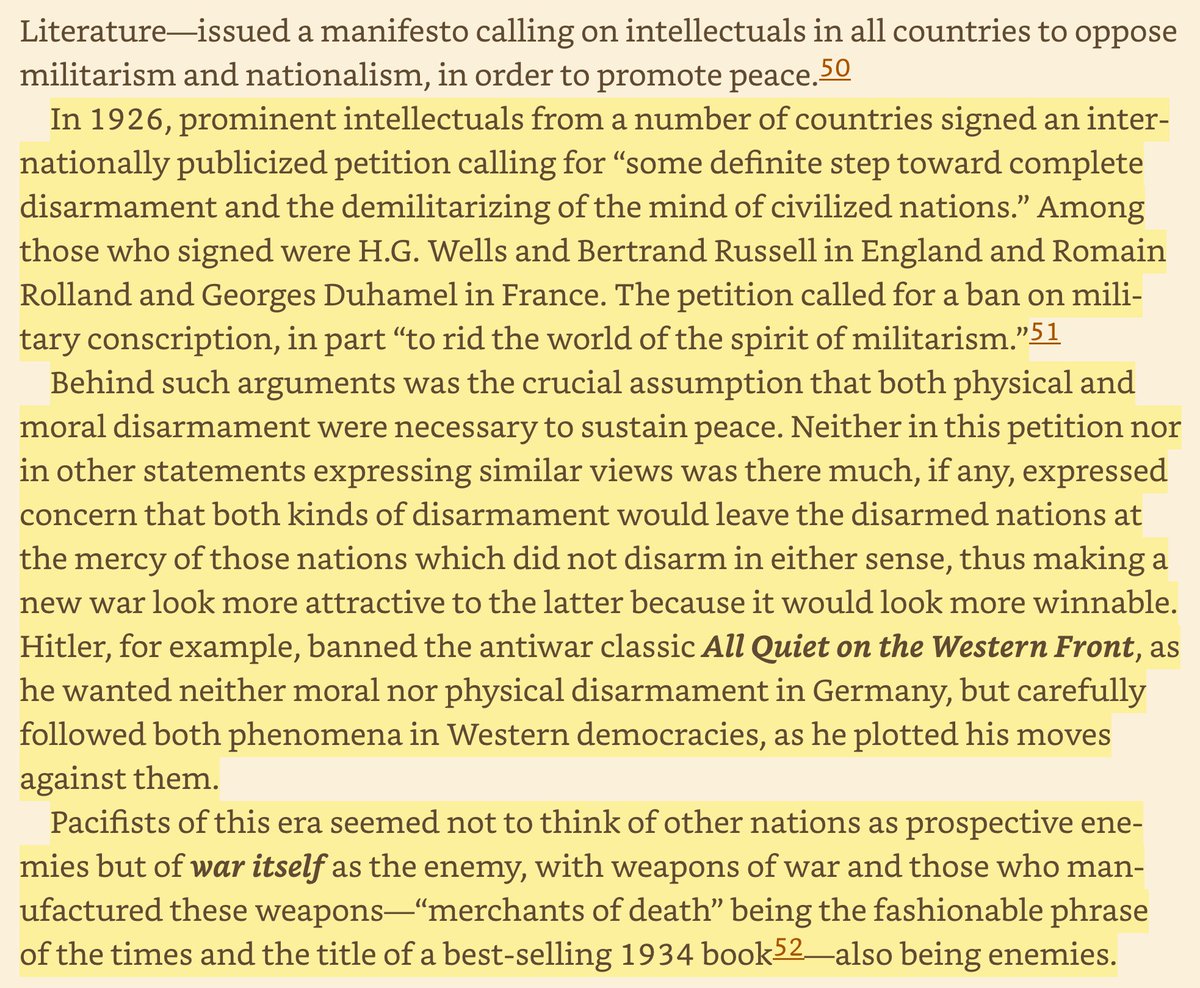 Literature—issued a manifesto calling on intellectuals in all countries to oppose
militarism and nationalism, in order to promote peace.50
In 1926, prominent intellectuals from a number of countries signed an inter-
nationally publicized petition calling for “some definite step toward complete
disarmament and the demilitarizing of the mind of civilized nations.” Among
those who signed were H.G. Wells and Bertrand Russell in England and Romain
Rolland and Georges Duhamel in France. The petition called for a ban on mili-
tary conscription, in part “to rid the world of the spirit of militarism.”51
Behind such arguments was the crucial assumption that both physical and
moral disarmament were necessary to sustain peace. Neither in this petition nor
in other statements expressing similar views was there much, if any, expressed
concern that both kinds of disarmament would leave the disarmed nations at
the mercy of those nations which did not disarm in either sense, thus making a
new war look more attractive to the latter because it would look more winnable.
Hitler, for example, banned the antiwar classic All Quiet on the Western Front, as
he wanted neither moral nor physical disarmament in Germany, but carefully
followed both phenomena in Western democracies, as he plotted his moves
against them.
Pacifists of this era seemed not to think of other nations as prospective ene-
mies but of war itself as the enemy, with weapons of war and those who man-
ufactured these weapons—“merchants of death” being the fashionable phrase
of the times and the title of a best-selling 1934 book52—also being enemies.